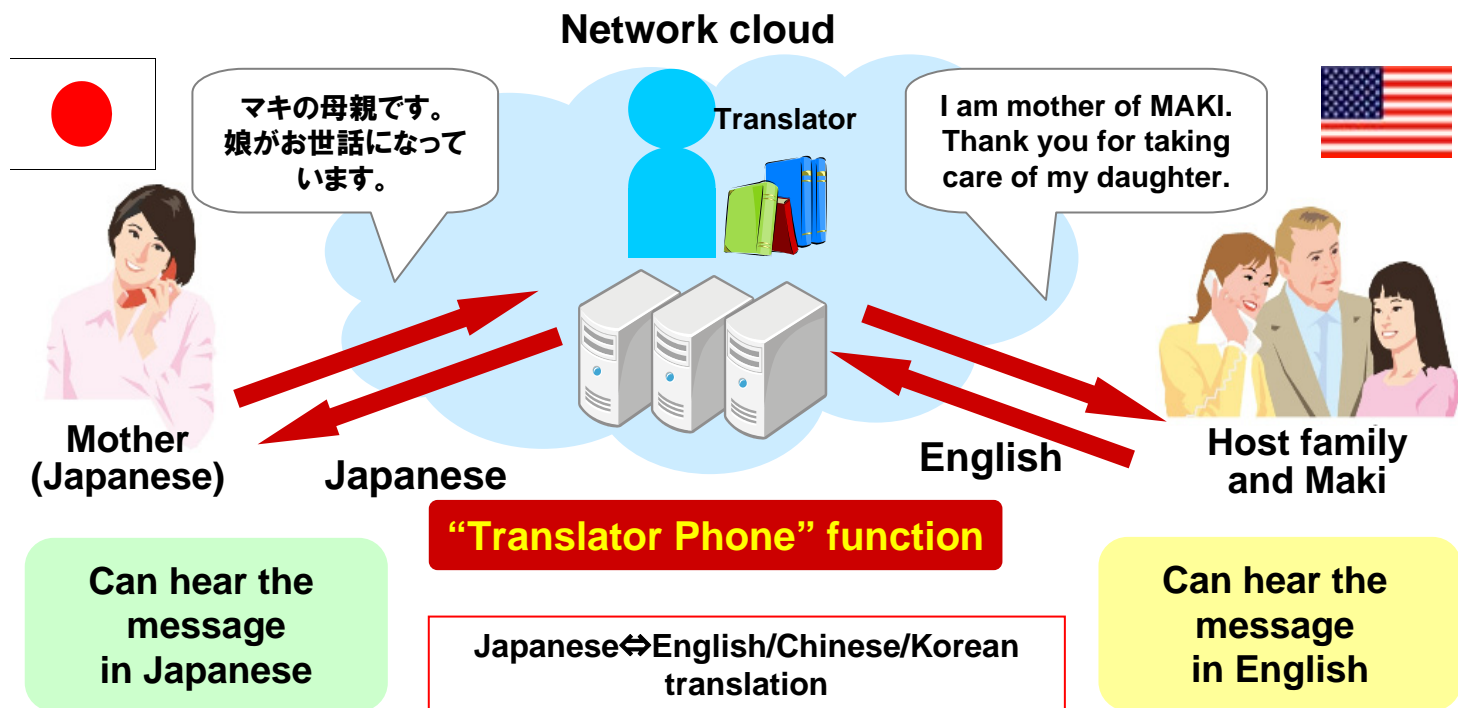 Network cloud
マキの母親です。
娘がお世話になって
います。
Translator
I am mother of MAKI.
Thank you for taking
care of my daughter.
Mother
(Japanese)
Japanese
English
Host family
and Maki
“Translator Phone” function
Can hear the
message
in Japanese
Japanese⇔English/Chinese/Korean
translation
Can hear the
message
in English